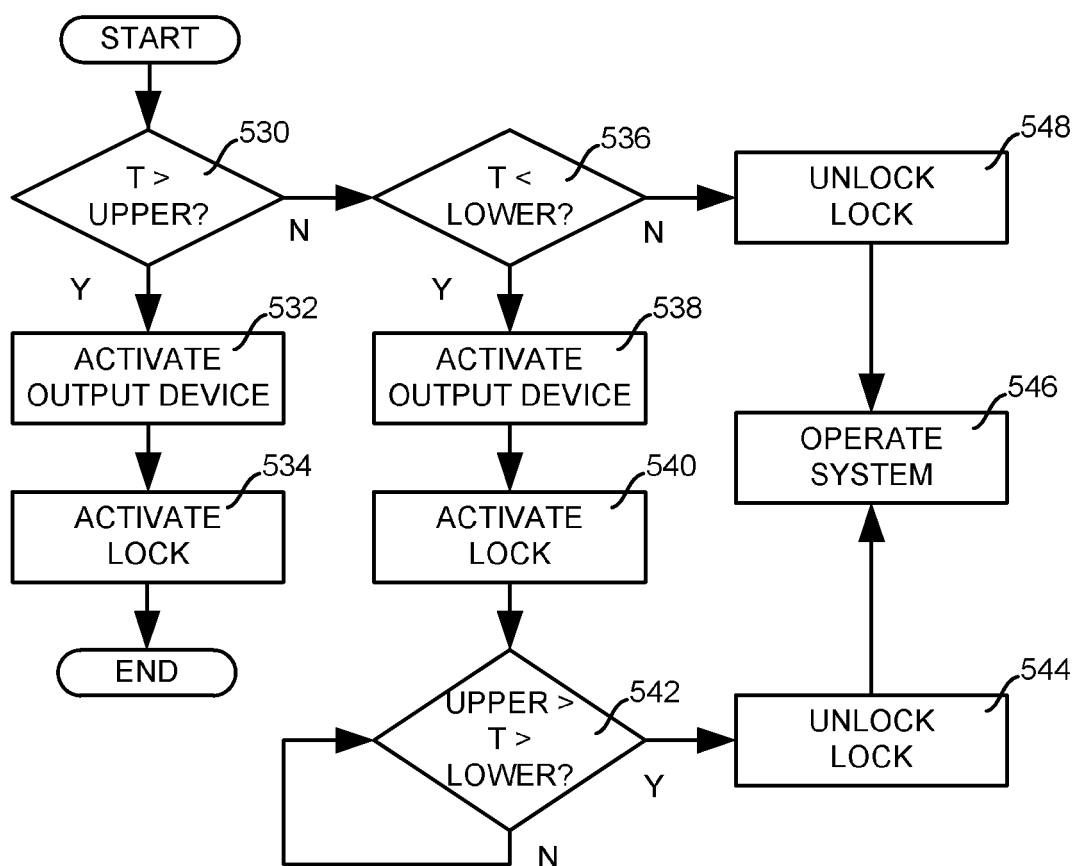 START
530
T >
UPPER?
N
Y
536
T <
LOWER?
N
Y
548
UNLOCK
LOCK
532
ACTIVATE
OUTPUT DEVICE
538
ACTIVATE
OUTPUT DEVICE
546
OPERATE
SYSTEM
534
ACTIVATE
LOCK
540
ACTIVATE
LOCK
END
542
UPPER >
T >
LOWER?
Y
N
544
UNLOCK
LOCK